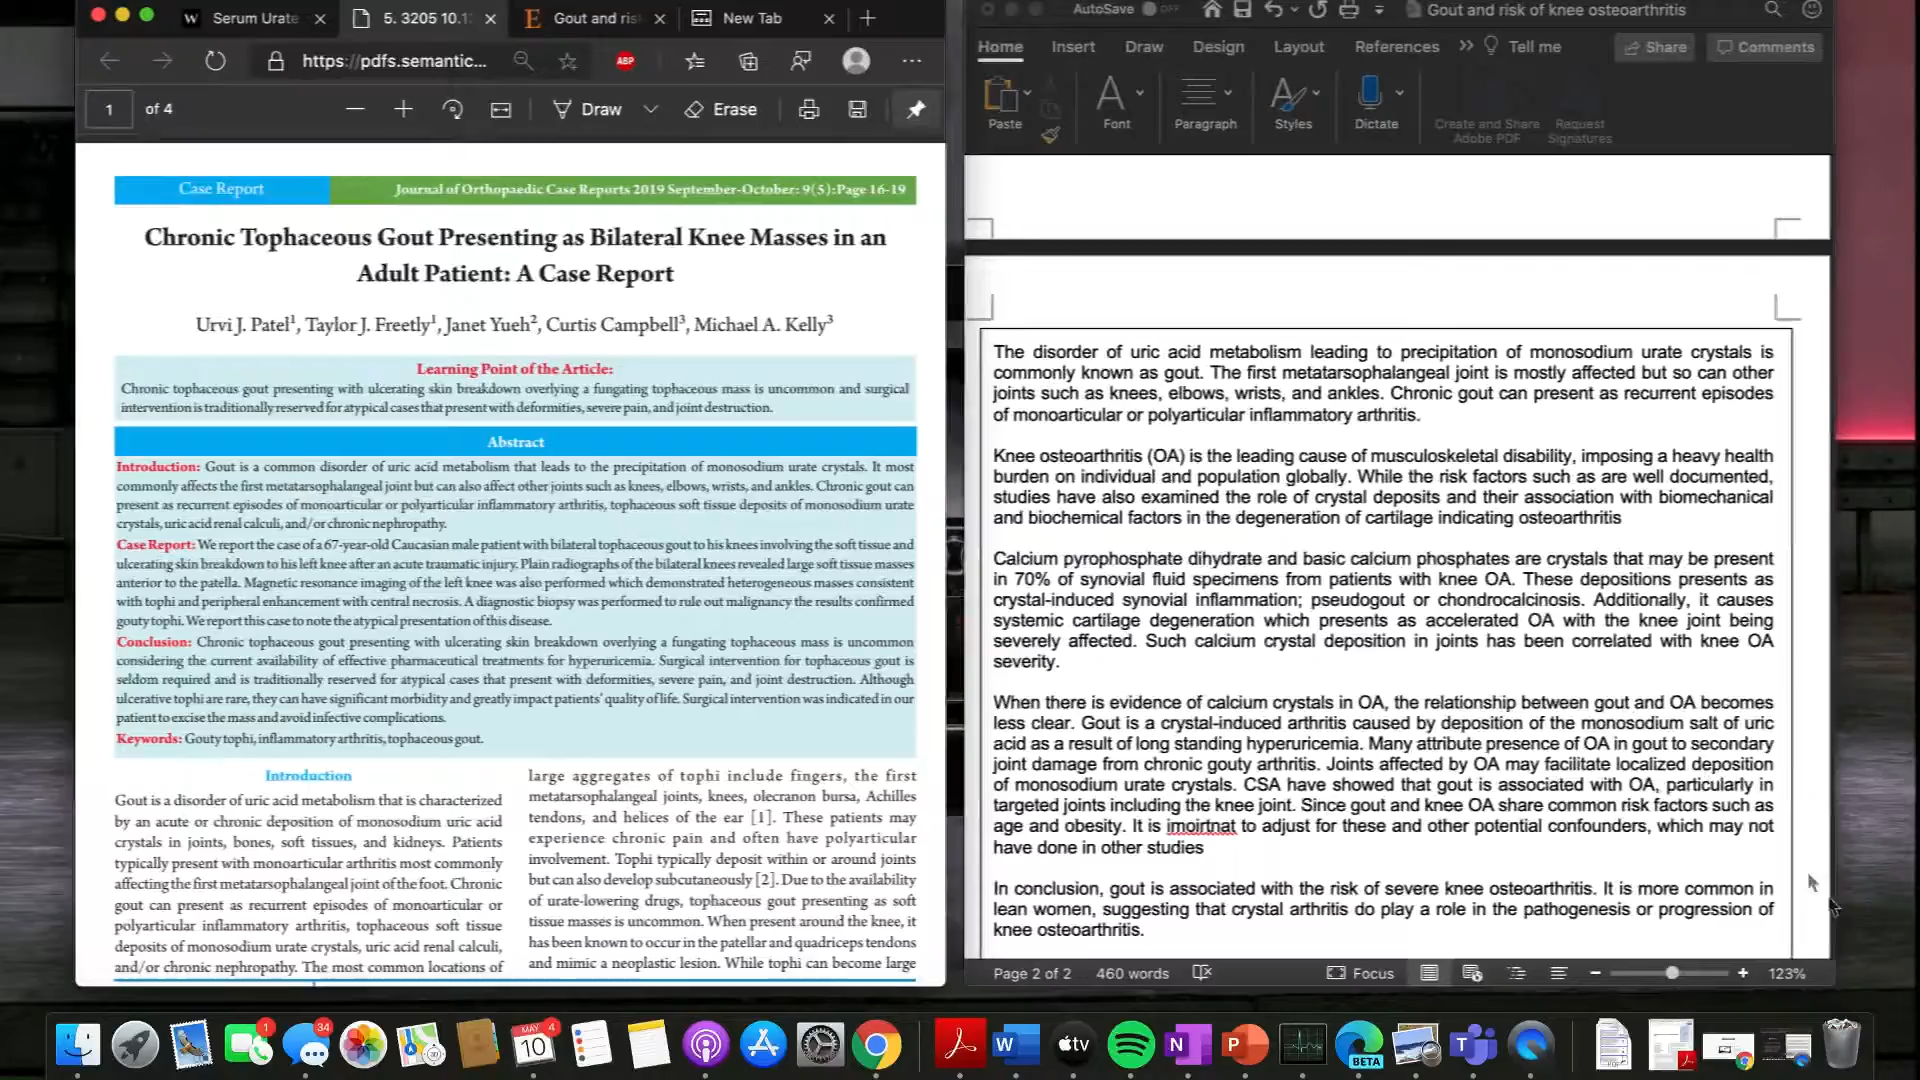 Serum Urate
5. 3205 10.1
Gout and ris
New Tab
https://pdfs.semantic...
ABP
1 of 4
Draw
Erase
Case Report
Journal of Orthopaedic Case Reports 2019 September-October: 9(5):Page 16-19
Chronic Tophaceous Gout Presenting as Bilateral Knee Masses in an
Adult Patient: A Case Report
Urvi J. Patel¹, Taylor J. Freetly¹, Janet Yueh², Curtis Campbell³, Michael A. Kelly³
Learning Point of the Article:
Chronic tophaceous gout presenting with ulcerating skin breakdown overlying a fungating tophaceous mass is uncommon and surgical
intervention is traditionally reserved for atypical cases that present with deformities, severe pain, and joint destruction.
Abstract
Introduction: Gout is a common disorder of uric acid metabolism that leads to the precipitation of monosodium urate crystals. It most
commonly affects the first metatarsophalangeal joint but can also affect other joints such as knees, elbows, wrists, and ankles. Chronic gout can
present as recurrent episodes of monoarticular or polyarticular inflammatory arthritis, tophaceous soft tissue deposits of monosodium urate
crystals, uric acid renal calculi, and/or chronic nephropathy.
Case Report: We report the case of a 67-year-old Caucasian male patient with bilateral tophaceous gout to his knees involving the soft tissue and
ulcerating skin breakdown to his left knee after an acute traumatic injury. Plain radiographs of the bilateral knees revealed large soft tissue masses
anterior to the patella. Magnetic resonance imaging of the left knee was also performed which demonstrated heterogeneous masses consistent
with tophi and peripheral enhancement with central necrosis. A diagnostic biopsy was performed to rule out malignancy the results confirmed
gouty tophi. We report this case to note the atypical presentation of this disease.
Conclusion: Chronic tophaceous gout presenting with ulcerating skin breakdown overlying a fungating tophaceous mass is uncommon
considering the current availability of effective pharmaceutical treatments for hyperuricemia. Surgical intervention for tophaceous gout is
seldom required and is traditionally reserved for atypical cases that present with deformities, severe pain, and joint destruction. Although
ulcerative tophi are rare, they can have significant morbidity and greatly impact patients' quality of life. Surgical intervention was indicated in our
patient to excise the mass and avoid infective complications.
Keywords: Gouty tophi, inflammatory arthritis, tophaceous gout.
Introduction
Gout is a disorder of uric acid metabolism that is characterized
by an acute or chronic deposition of monosodium uric acid
crystals in joints, bones, soft tissues, and kidneys. Patients
typically present with monoarticular arthritis most commonly
affecting the first metatarsophalangeal joint of the foot. Chronic
gout can present as recurrent episodes of monoarticular or
polyarticular inflammatory arthritis, tophaceous soft tissue
deposits of monosodium urate crystals, uric acid renal calculi,
and/or chronic nephropathy. The most common locations of
large aggregates of tophi include fingers, the first
metatarsophalangeal joints, knees, olecranon bursa, Achilles
tendons, and helices of the ear [1]. These patients may
experience chronic pain and often have polyarticular
involvement. Tophi typically deposit within or around joints
but can also develop subcutaneously [2]. Due to the availability
of urate-lowering drugs, tophaceous gout presenting as soft
tissue masses is uncommon. When present around the knee, it
has been known to occur in the patellar and quadriceps tendons
and mimic a neoplastic lesion. While tophi can become large
AutoSave OFF
Gout and risk of knee osteoarthritis
Home Insert Draw Design Layout References Tell me Share Comments
Paste Font Paragraph Styles Dictate
Create and Share
Adobe PDF
Request
Signatures
The disorder of uric acid metabolism leading to precipitation of monosodium urate crystals is
commonly known as gout. The first metatarsophalangeal joint is mostly affected but so can other
joints such as knees, elbows, wrists, and ankles. Chronic gout can present as recurrent episodes
of monoarticular or polyarticular inflammatory arthritis.
Knee osteoarthritis (OA) is the leading cause of musculoskeletal disability, imposing a heavy health
burden on individual and population globally. While the risk factors such as are well documented,
studies have also examined the role of crystal deposits and their association with biomechanical
and biochemical factors in the degeneration of cartilage indicating osteoarthritis
Calcium pyrophosphate dihydrate and basic calcium phosphates are crystals that may be present
in 70% of synovial fluid specimens from patients with knee OA. These depositions presents as
crystal-induced synovial inflammation; pseudogout or chondrocalcinosis. Additionally, it causes
systemic cartilage degeneration which presents as accelerated OA with the knee joint being
severely affected. Such calcium crystal deposition in joints has been correlated with knee OA
severity.
When there is evidence of calcium crystals in OA, the relationship between gout and OA becomes
less clear. Gout is a crystal-induced arthritis caused by deposition of the monosodium salt of uric
acid as a result of long standing hyperuricemia. Many attribute presence of OA in gout to secondary
joint damage from chronic gouty arthritis. Joints affected by OA may facilitate localized deposition
of monosodium urate crystals. CSA have showed that gout is associated with OA, particularly in
targeted joints including the knee joint. Since gout and knee OA share common risk factors such as
age and obesity. It is imoirtnat to adjust for these and other potential confounders, which may not
have done in other studies
In conclusion, gout is associated with the risk of severe knee osteoarthritis. It is more common in
lean women, suggesting that crystal arthritis do play a role in the pathogenesis or progression of
knee osteoarthritis.
Page 2 of 2 460 words Focus 123%
1
34
MAY 4
10
tv
BETA